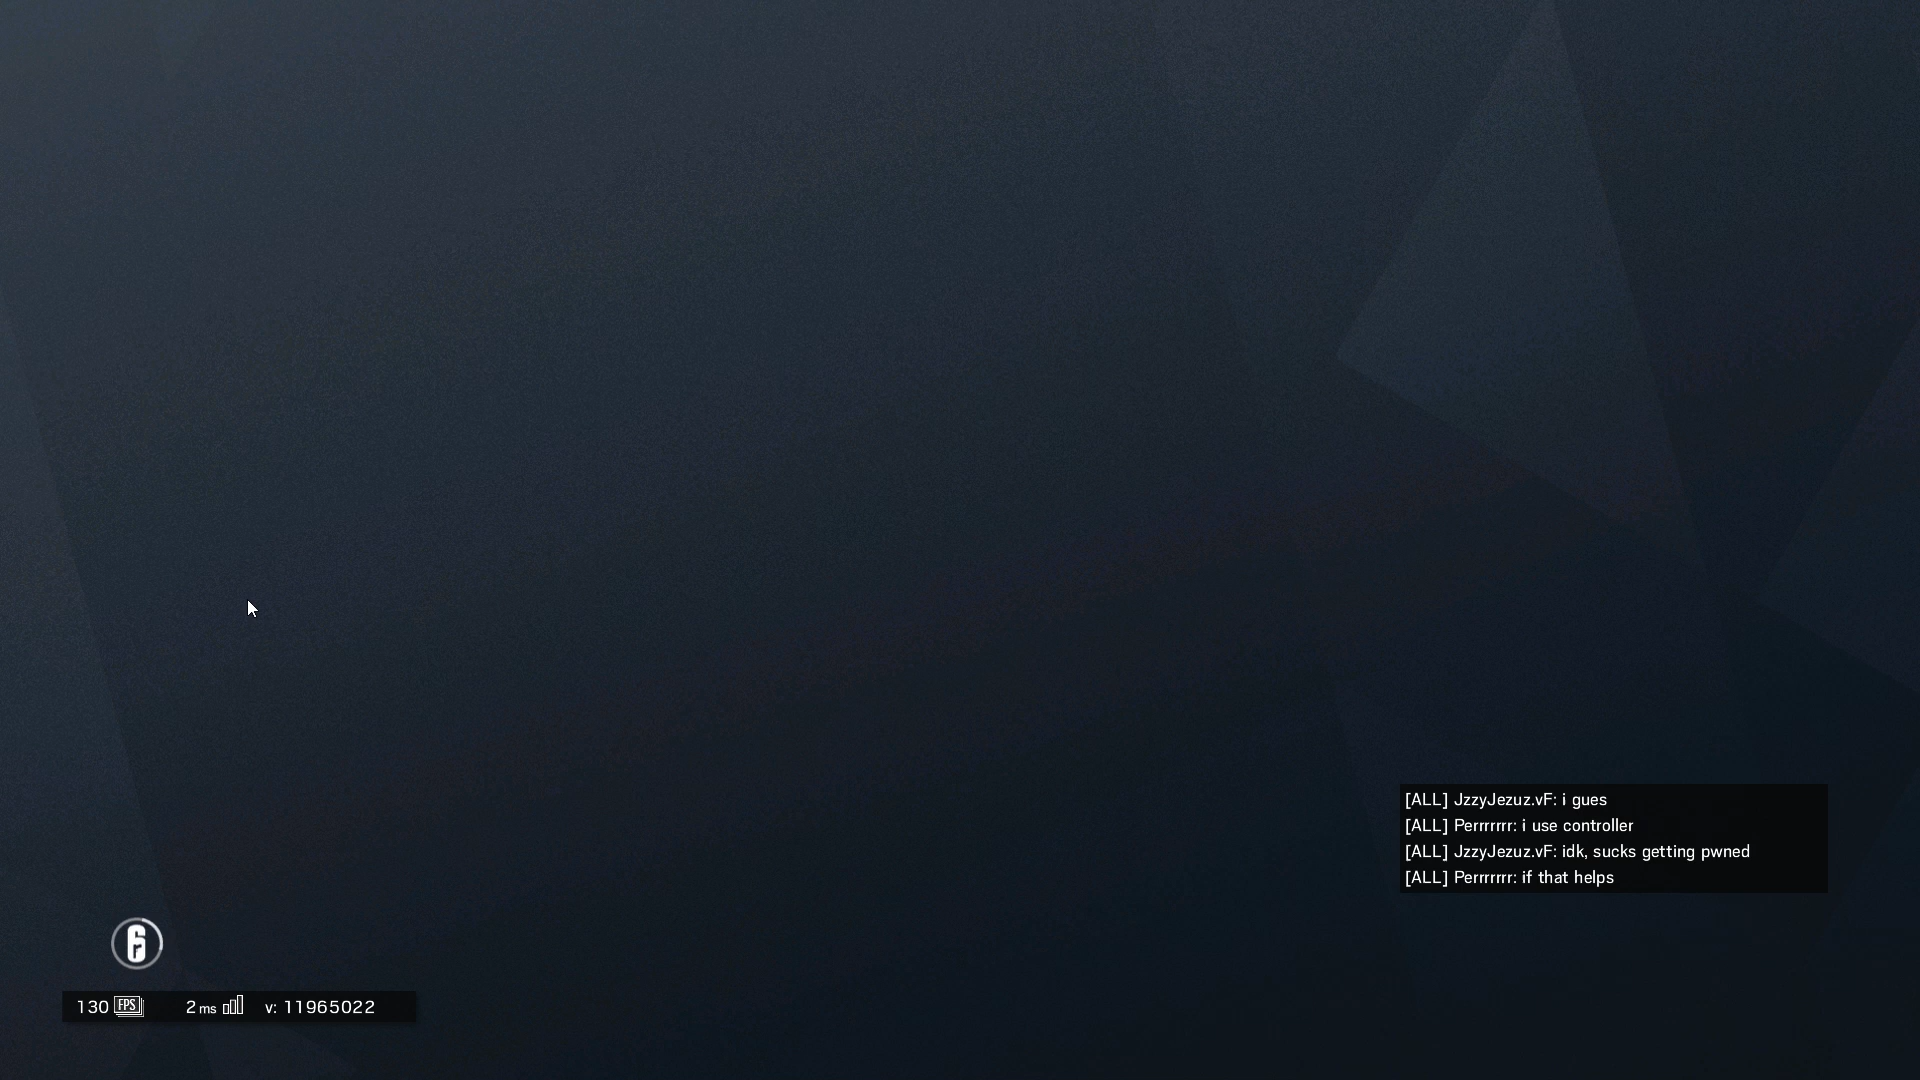 [ALL] JzzyJezuz.vF: i gues
[ALL] Perrrrrrr: i use controller
[ALL] JzzyJezuz.vF: idk, sucks getting pwned
[ALL] Perrrrrrr: if that helps
6
130 FPS 2 ms v: 11965022